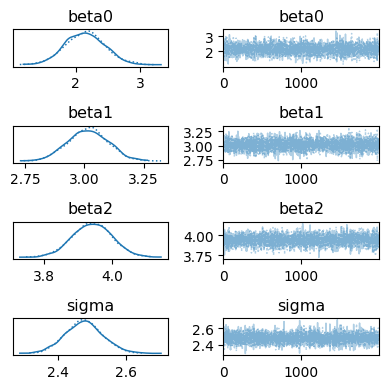 beta0 beta0
3
2
2 3 0 1000
beta1 beta1
3.25
3.00
2.75
2.75 3.00 3.25 0 1000
beta2 beta2
4.00
3.75
3.8 4.0 0 1000
sigma sigma
2.6
2.4
2.4 2.6 0 1000